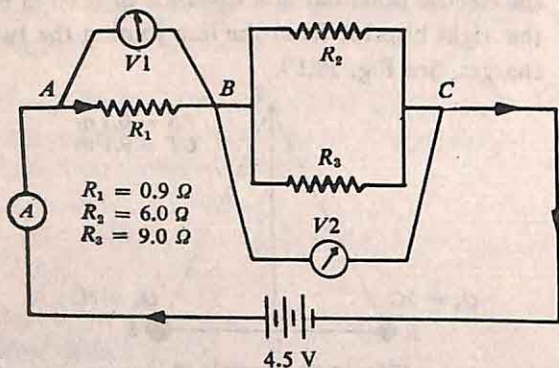 V1
R₂
A
B
C
R₁
R₃
A
R₁ = 0.9 Ω
R₂ = 6.0 Ω
R₃ = 9.0 Ω
V2
4.5 V